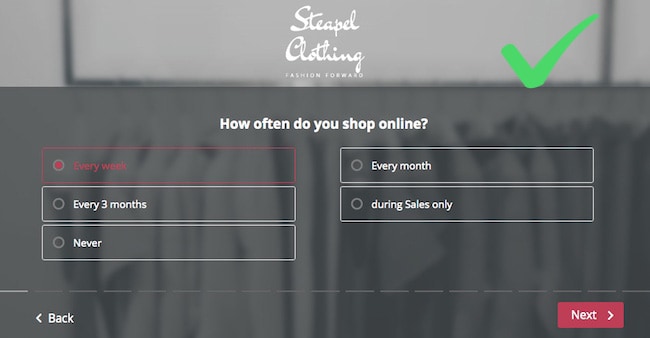 Steapel
Clothing
FASHION FORWARD
How often do you shop online?
Every week
Every month
Every 3 months
during Sales only
Never
Back
Next